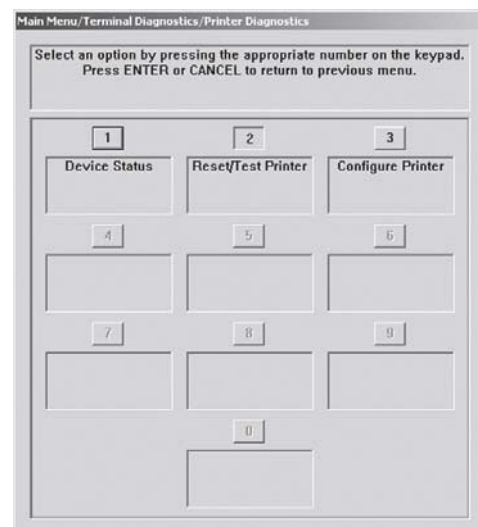 Main Menu/Terminal Diagnostics/Printer Diagnostics
Select an option by pressing the appropriate number on the keypad.
Press ENTER or CANCEL to return to previous menu.
1 2 3
Device Status Reset/Test Printer Configure Printer
4 5 6
7 8 9
0